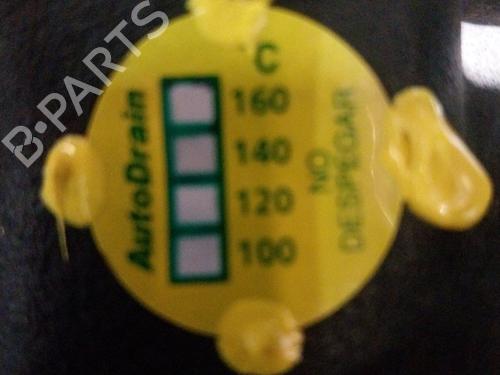 B-PARTS
AutoDrain
°C
160
140
120
100
NO
DESPEGAR